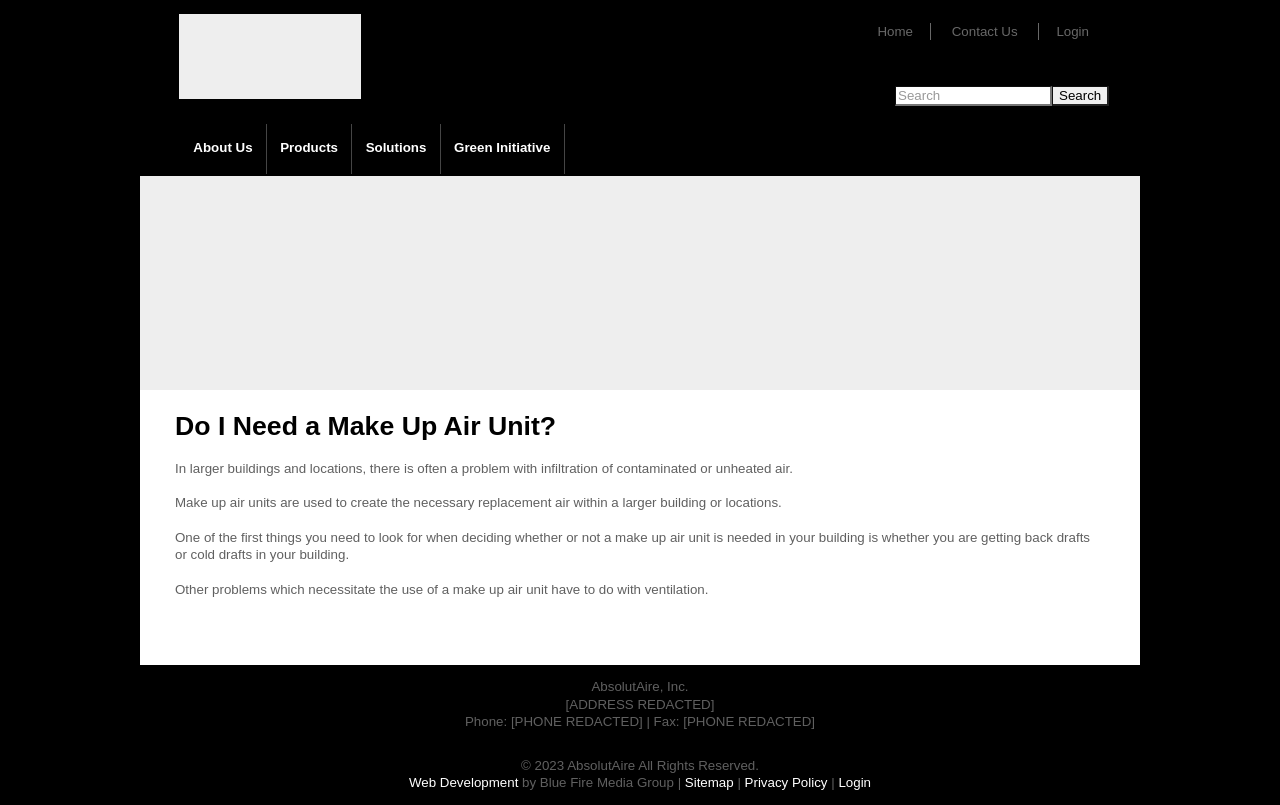 Home
Contact Us
Login
Search
Search
About Us
Products
Solutions
Green Initiative
Do I Need a Make Up Air Unit?
In larger buildings and locations, there is often a problem with infiltration of contaminated or unheated air.
Make up air units are used to create the necessary replacement air within a larger building or locations.
One of the first things you need to look for when deciding whether or not a make up air unit is needed in your building is whether you are getting back drafts
or cold drafts in your building.
Other problems which necessitate the use of a make up air unit have to do with ventilation.
AbsolutAire, Inc.
[ADDRESS REDACTED]
Phone: [PHONE REDACTED] | Fax: [PHONE REDACTED]
© 2023 AbsolutAire All Rights Reserved.
Web Development by Blue Fire Media Group | Sitemap | Privacy Policy | Login